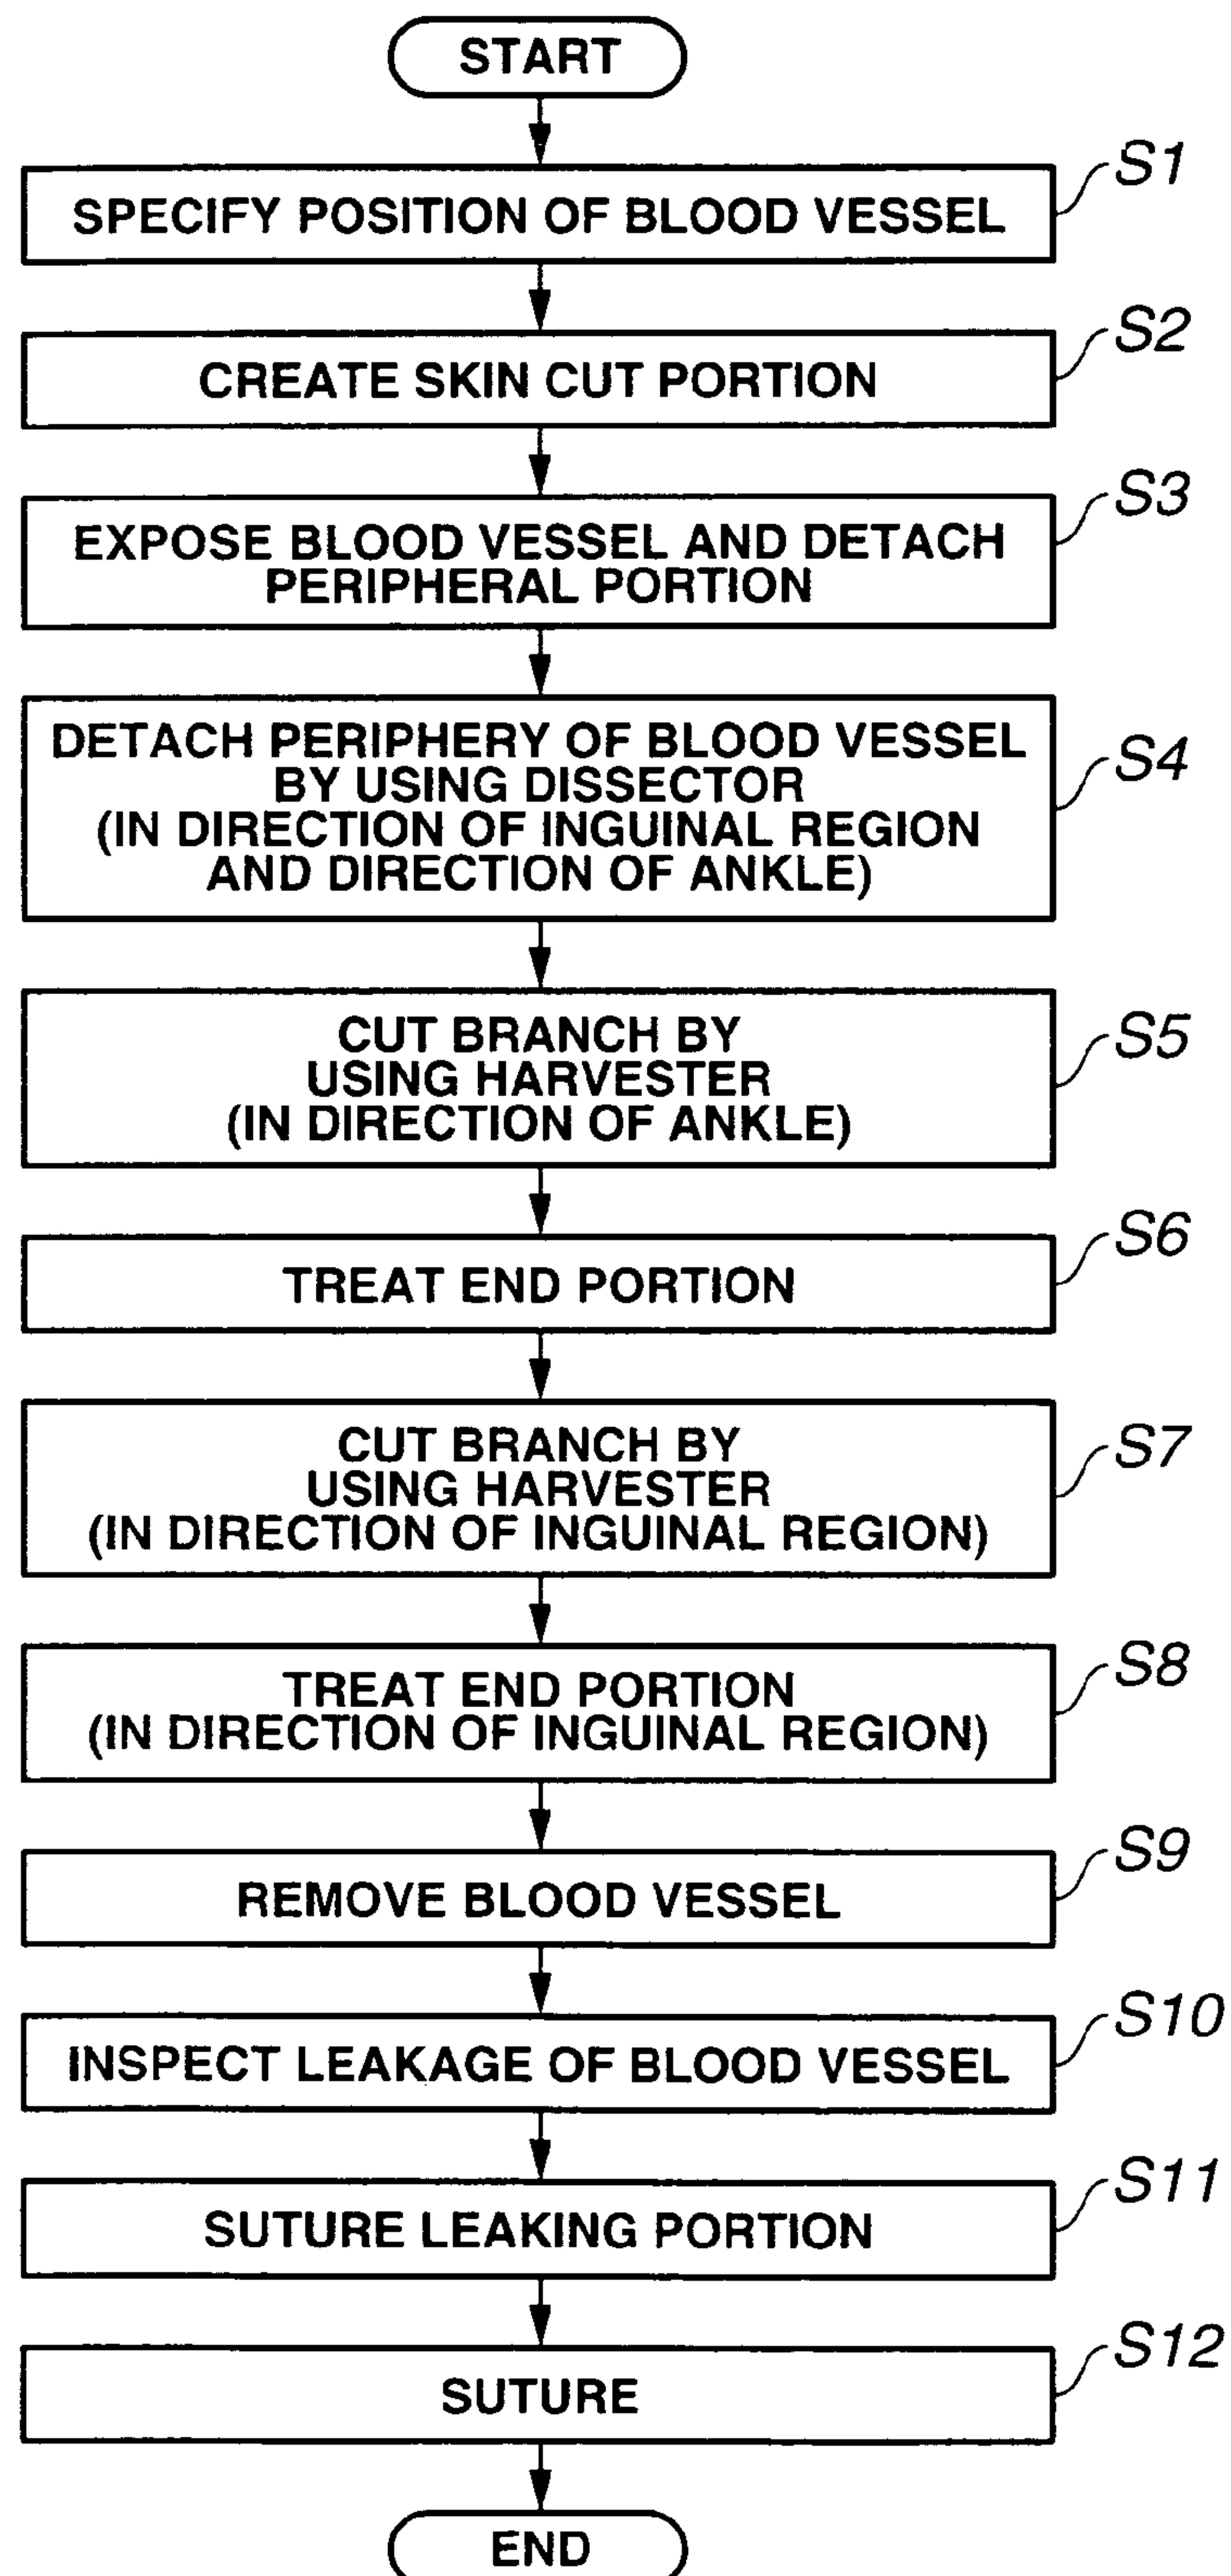 START
S1
SPECIFY POSITION OF BLOOD VESSEL
S2
CREATE SKIN CUT PORTION
S3
EXPOSE BLOOD VESSEL AND DETACH
PERIPHERAL PORTION
S4
DETACH PERIPHERY OF BLOOD VESSEL
BY USING DISSECTOR
(IN DIRECTION OF INGUINAL REGION
AND DIRECTION OF ANKLE)
S5
CUT BRANCH BY
USING HARVESTER
(IN DIRECTION OF ANKLE)
S6
TREAT END PORTION
S7
CUT BRANCH BY
USING HARVESTER
(IN DIRECTION OF INGUINAL REGION)
S8
TREAT END PORTION
(IN DIRECTION OF INGUINAL REGION)
S9
REMOVE BLOOD VESSEL
S10
INSPECT LEAKAGE OF BLOOD VESSEL
S11
SUTURE LEAKING PORTION
S12
SUTURE
END